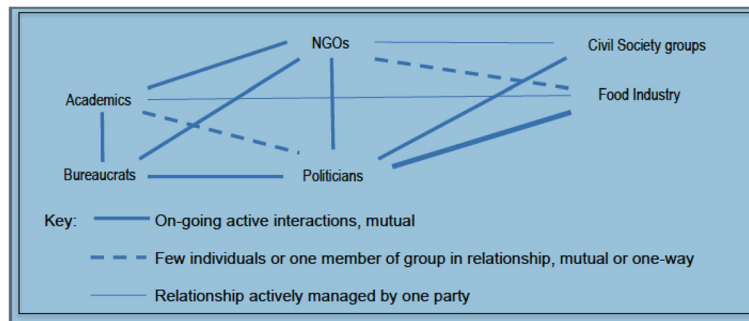 NGOs
Civil Society groups
Food Industry
Academics
Bureaucrats
Politicians
Key:
On-going active interactions, mutual
Few individuals or one member of group in relationship, mutual or one-way
Relationship actively managed by one party